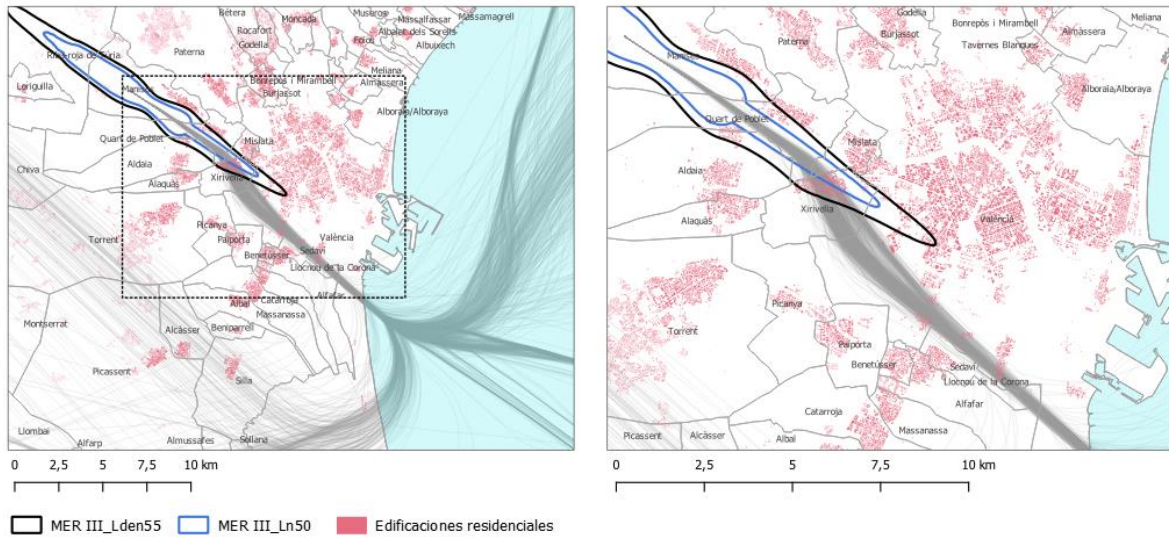 Bétera
Moncada
Museros
Massamagrell
Rocafort
Massalfassar
Godella
Albalat dels Sorells
Foios
Albuixech
Paterna
Riba-roja de Túria
Meliana
Loriguilla
Manises
Bonrepòs i Mirambell
Almàssera
Burjassot
Alboraia/Alboraya
Quart de Poblet
Mislata
Chiva
Aldaia
Alaquàs
Xirivella
Picanya
Torrent
Paiporta
València
Benetússer
Sedaví
Llocnou de la Corona
Alfafar
Albal
Catarroja
Massanassa
Montserrat
Beniparrell
Alcàsser
Picassent
Silla
Llombai
Alfarp
Almussafes
Sollana
0 2,5 5 7,5 10 km
Godella
Meliana
Bonrepòs i Mirambell
Paterna
Burjassot
Almàssera
Tavernes Blanques
Manises
Alboraia/Alboraya
Quart de Poblet
Mislata
Aldaia
Xirivella
Alaquàs
València
Picanya
Torrent
Paiporta
Benetússer
Sedaví
Llocnou de la Corona
Alfafar
Catarroja
Massanassa
Picassent
Alcàsser
Albal
0 5 7,5 10 km
MER III_Lden55 MER III_Ln50 Edificaciones residenciales